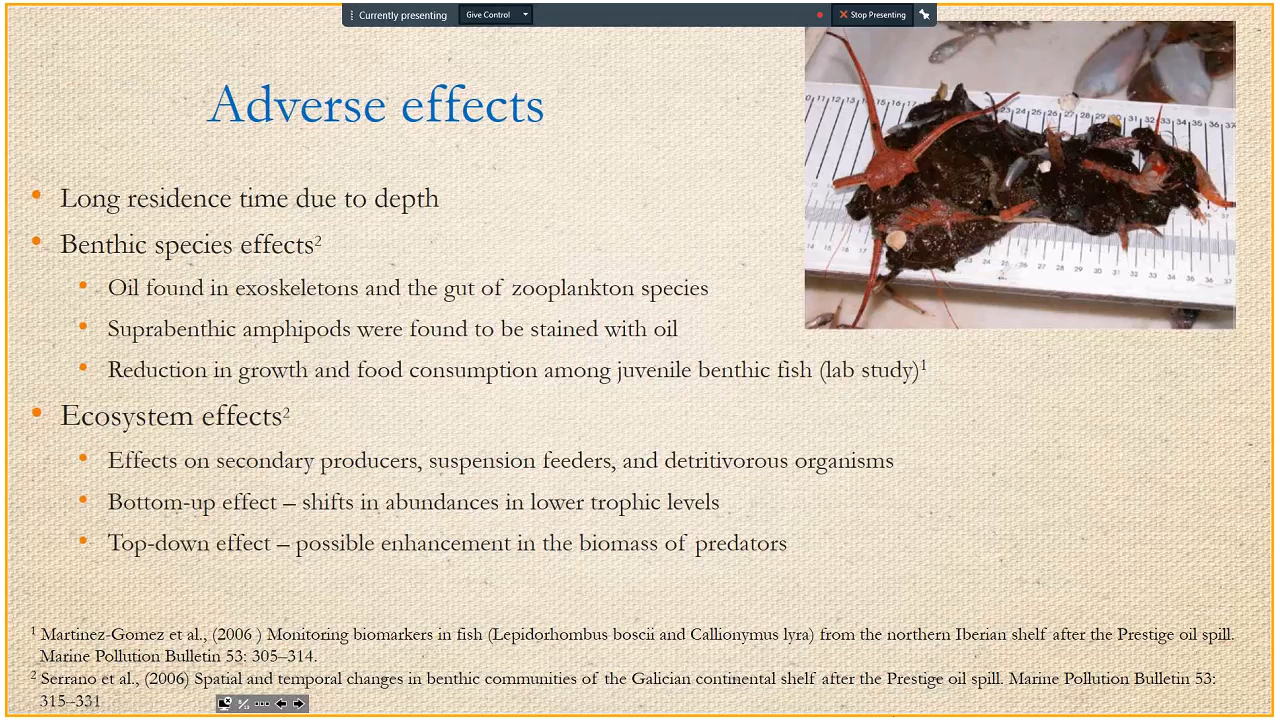 Currently presenting
Give Control
Stop Presenting
Adverse effects
Long residence time due to depth
Benthic species effects2
Oil found in exoskeletons and the gut of zooplankton species
Suprabenthic amphipods were found to be stained with oil
Reduction in growth and food consumption among juvenile benthic fish (lab study)1
Ecosystem effects2
Effects on secondary producers, suspension feeders, and detritivorous organisms
Bottom-up effect – shifts in abundances in lower trophic levels
Top-down effect – possible enhancement in the biomass of predators
1 Martinez-Gomez et al., (2006 ) Monitoring biomarkers in fish (Lepidorhombus boscii and Callionymus lyra) from the northern Iberian shelf after the Prestige oil spill.
Marine Pollution Bulletin 53: 305–314.
2 Serrano et al., (2006) Spatial and temporal changes in benthic communities of the Galician continental shelf after the Prestige oil spill. Marine Pollution Bulletin 53:
315–331